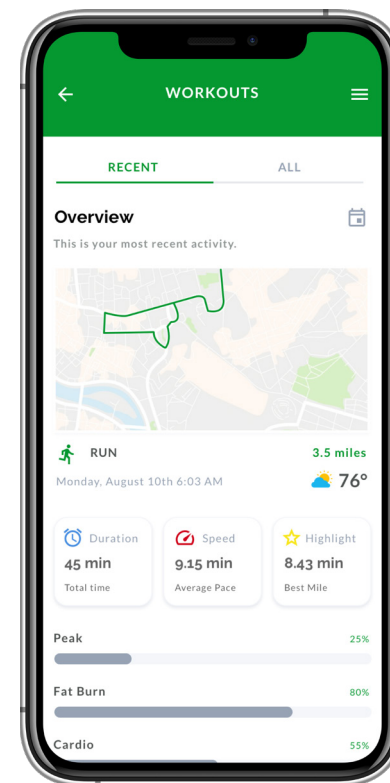 WORKOUTS
RECENT ALL
Overview
This is your most recent activity.
RUN 3.5 miles
Monday, August 10th 6:03 AM 76°
Duration Speed Highlight
45 min 9.15 min 8.43 min
Total time Average Pace Best Mile
Peak 25%
Fat Burn 80%
Cardio 55%